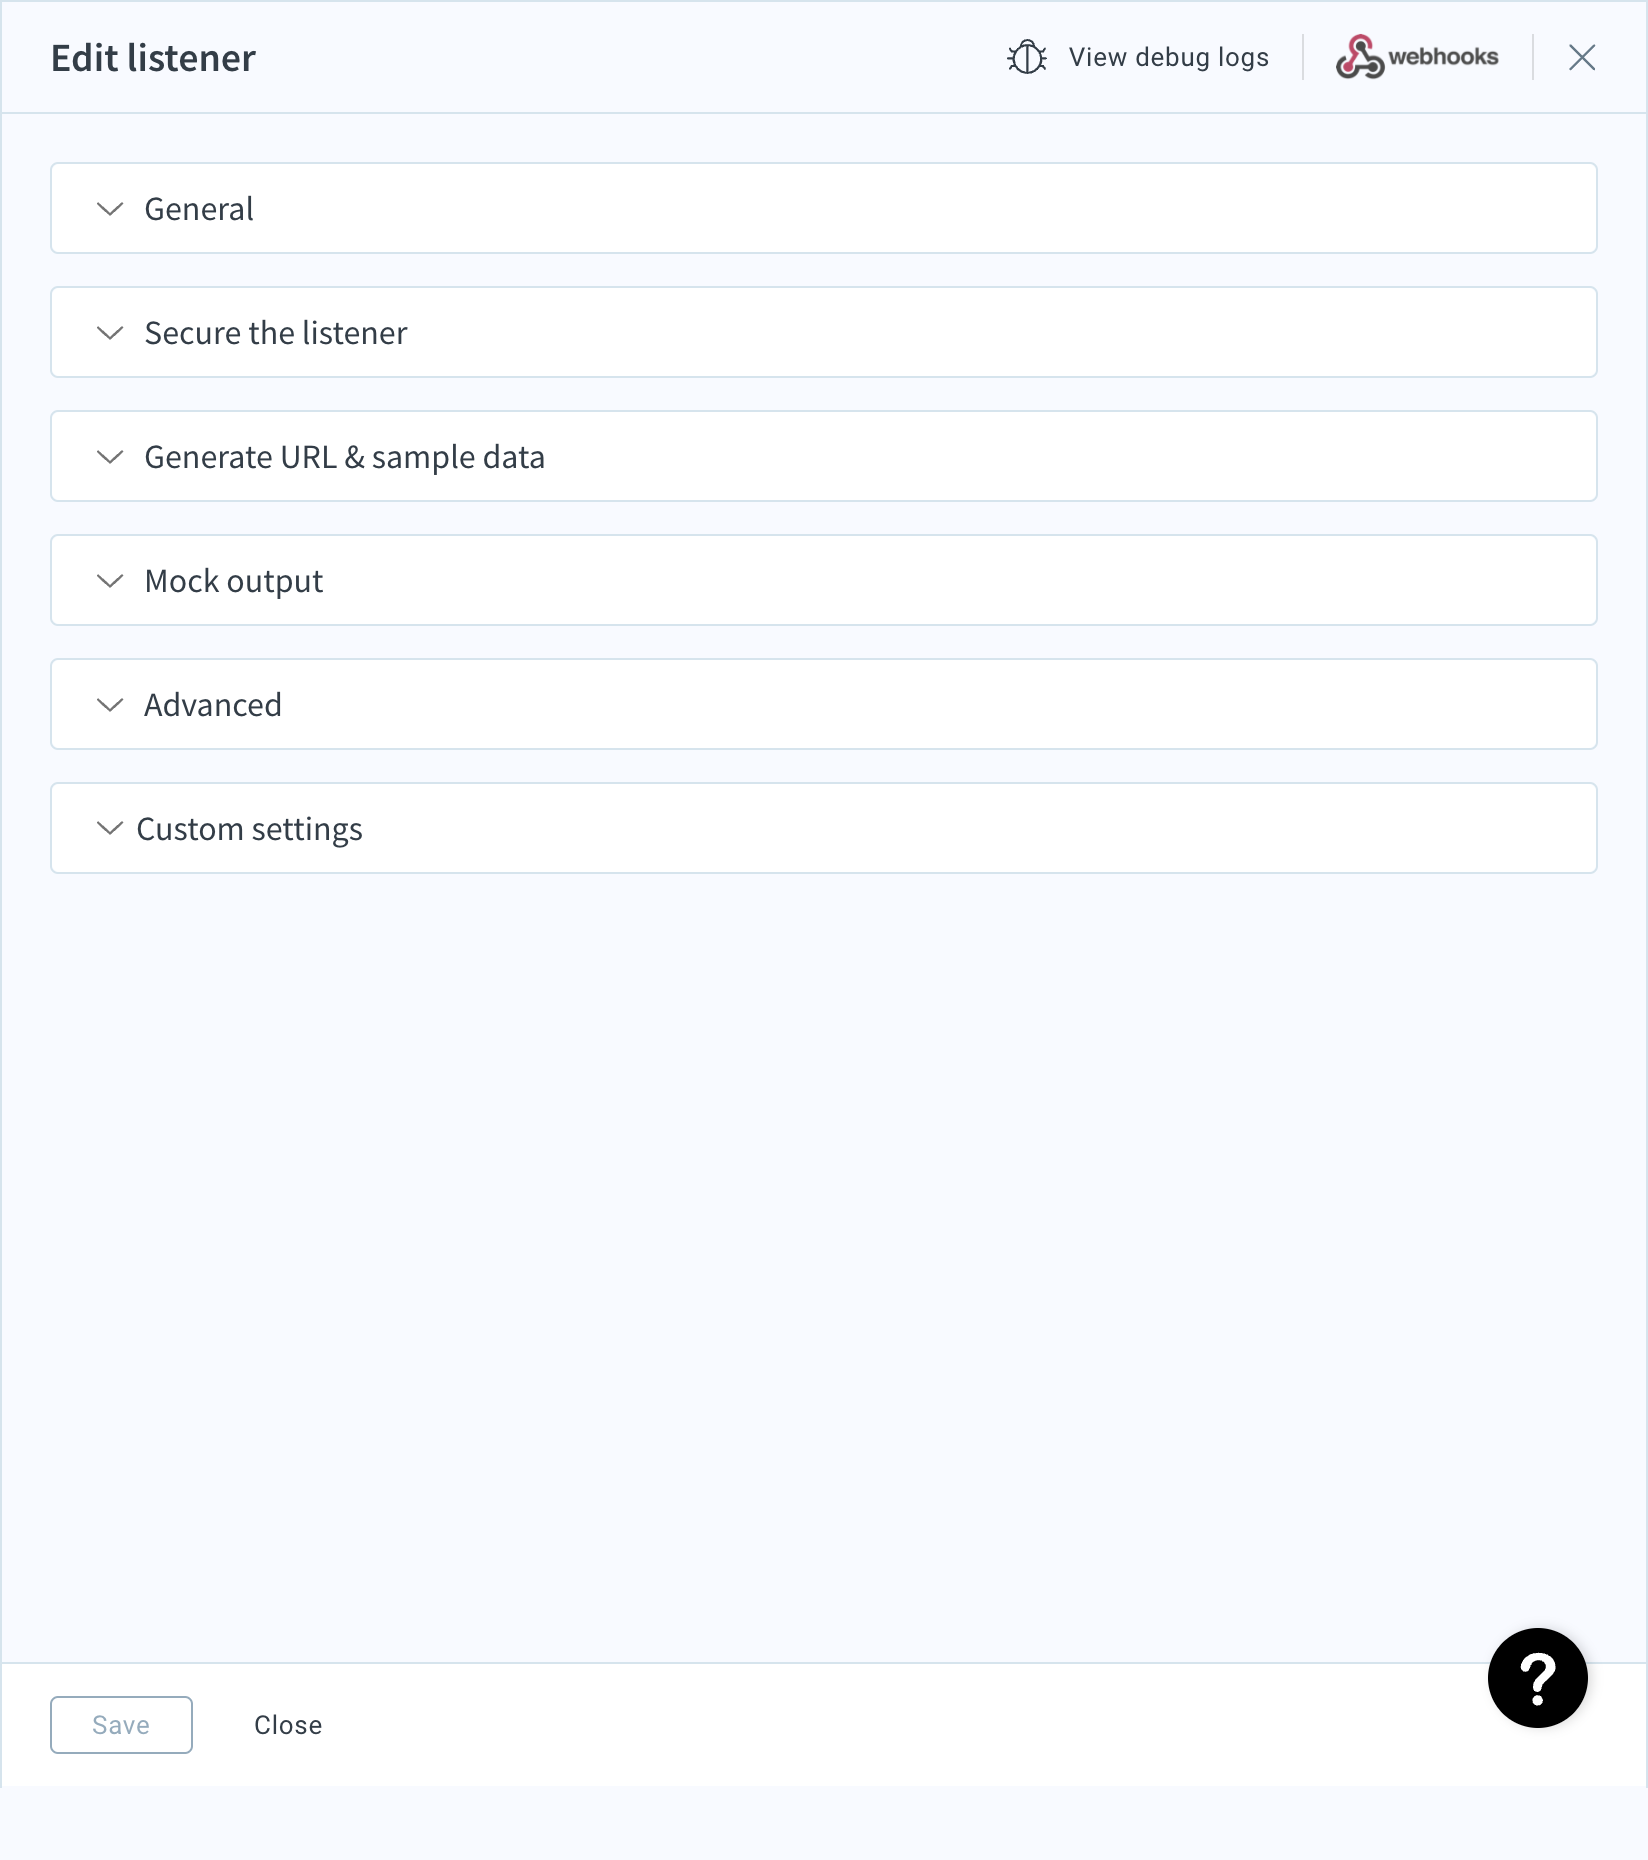 Edit listener
View debug logs
webhooks
General
Secure the listener
Generate URL & sample data
Mock output
Advanced
Custom settings
?
Save
Close